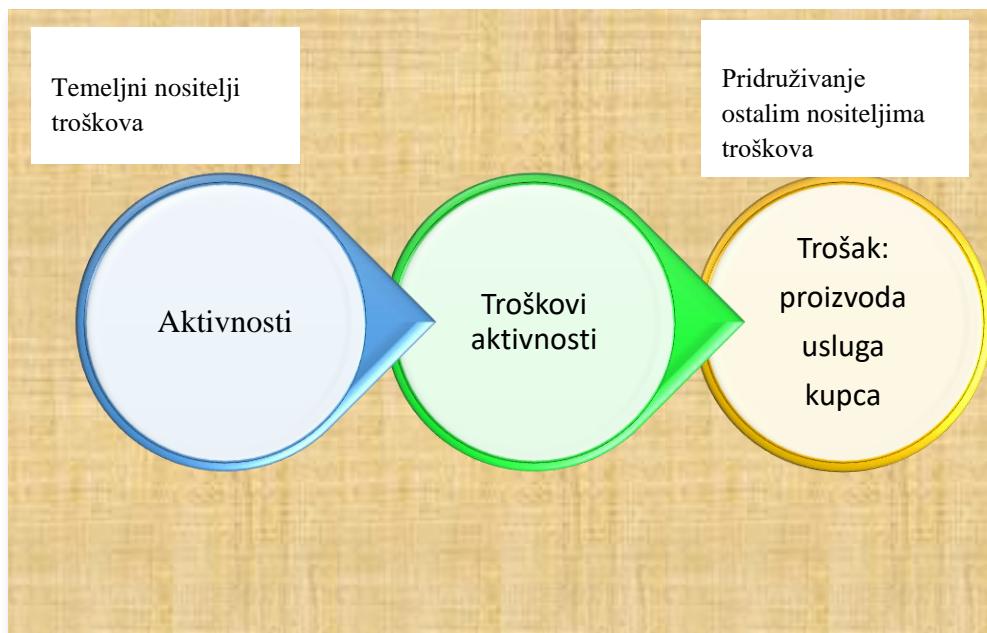 Temeljni nositelji
troškova
Pridruživanje
ostalim nositeljima
troškova
Aktivnosti
Troškovi
aktivnosti
Trošak:
proizvoda
usluga
kupca